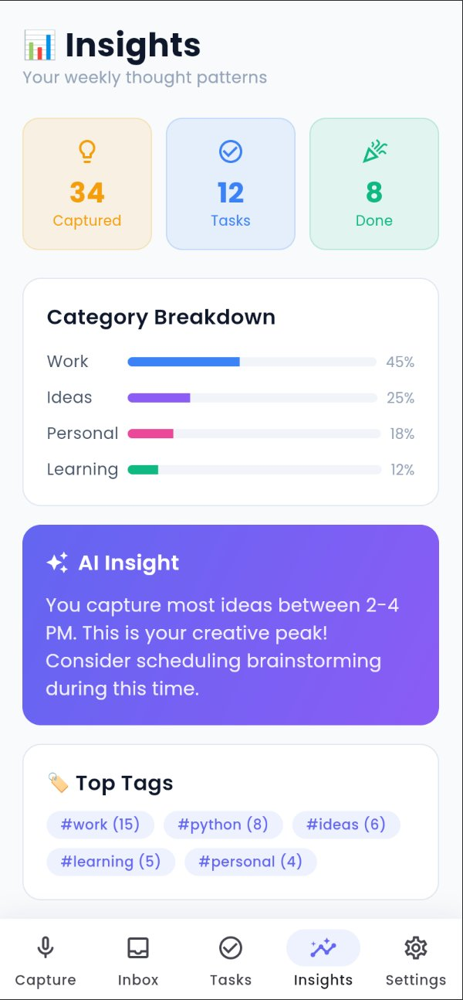 📊 Insights
Your weekly thought patterns
34
Captured
12
Tasks
8
Done
Category Breakdown
Work 45%
Ideas 25%
Personal 18%
Learning 12%
AI Insight
You capture most ideas between 2-4
PM. This is your creative peak!
Consider scheduling brainstorming
during this time.
🏷️ Top Tags
#work (15) #python (8) #ideas (6)
#learning (5) #personal (4)
Capture Inbox Tasks Insights Settings